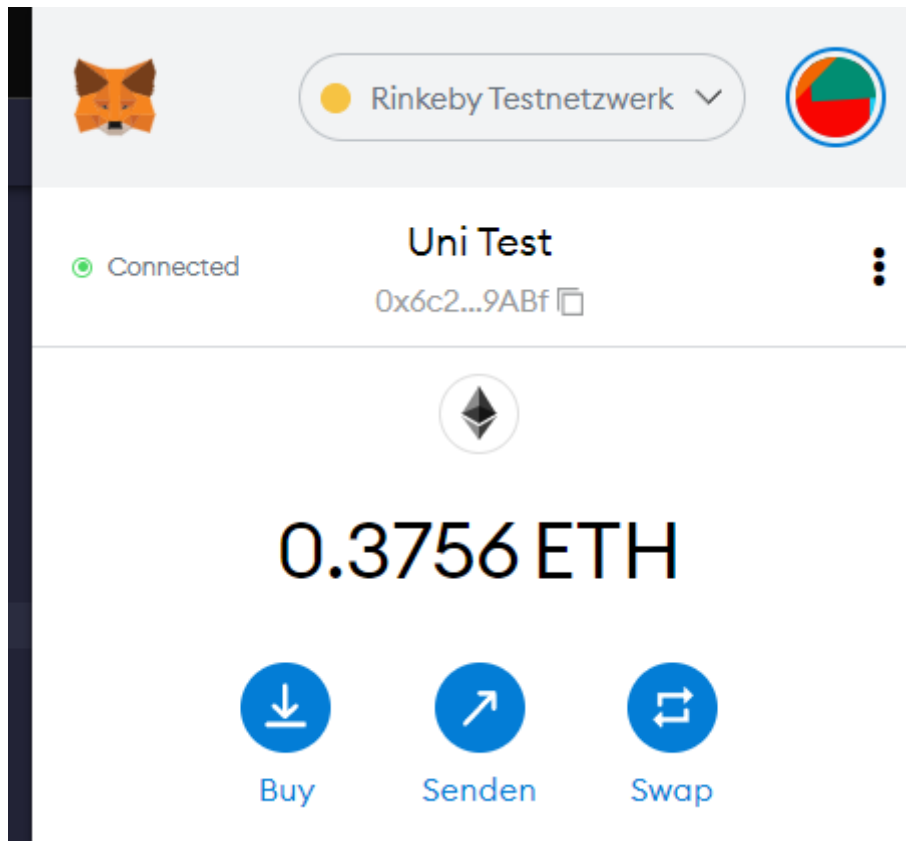 Rinkeby Testnetzwerk
Connected
Uni Test
0x6c2...9ABf
0.3756 ETH
Buy
Senden
Swap